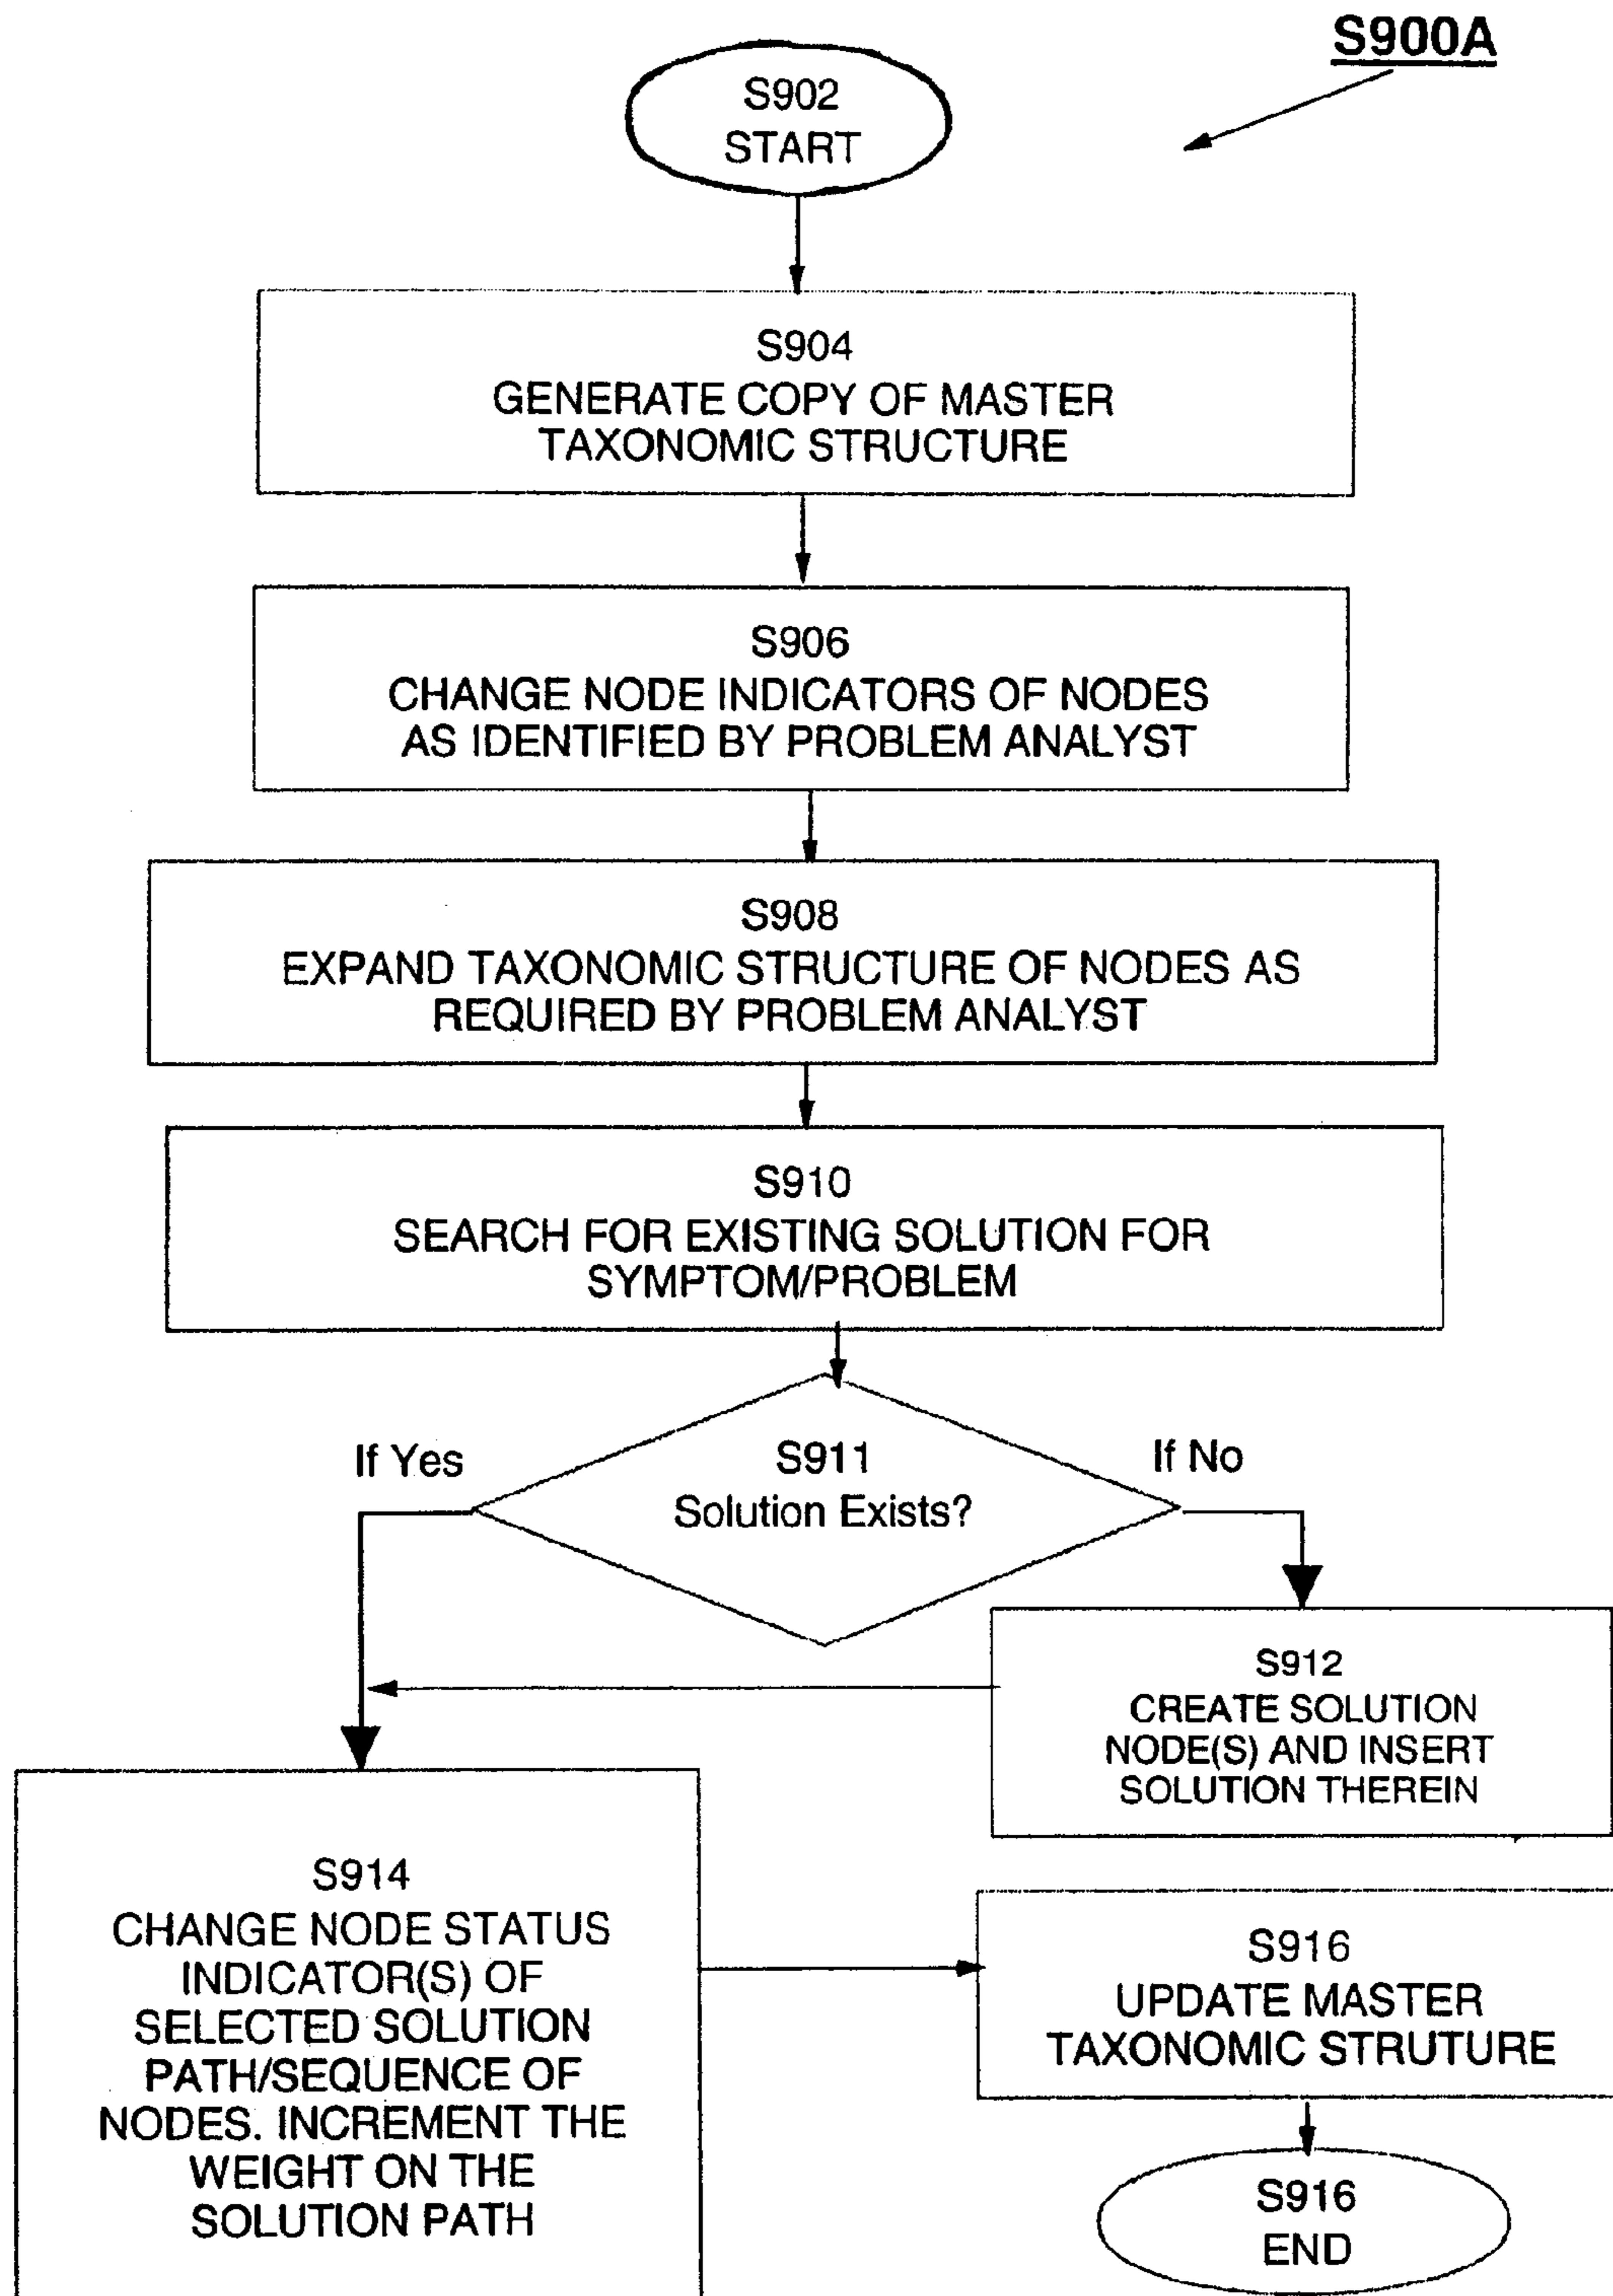 S900A
S902
START
S904
GENERATE COPY OF MASTER
TAXONOMIC STRUCTURE
S906
CHANGE NODE INDICATORS OF NODES
AS IDENTIFIED BY PROBLEM ANALYST
S908
EXPAND TAXONOMIC STRUCTURE OF NODES AS
REQUIRED BY PROBLEM ANALYST
S910
SEARCH FOR EXISTING SOLUTION FOR
SYMPTOM/PROBLEM
If Yes
S911
Solution Exists?
If No
S912
CREATE SOLUTION
NODE(S) AND INSERT
SOLUTION THEREIN
S914
CHANGE NODE STATUS
INDICATOR(S) OF
SELECTED SOLUTION
PATH/SEQUENCE OF
NODES. INCREMENT THE
WEIGHT ON THE
SOLUTION PATH
S916
UPDATE MASTER
TAXONOMIC STRUTURE
S916
END